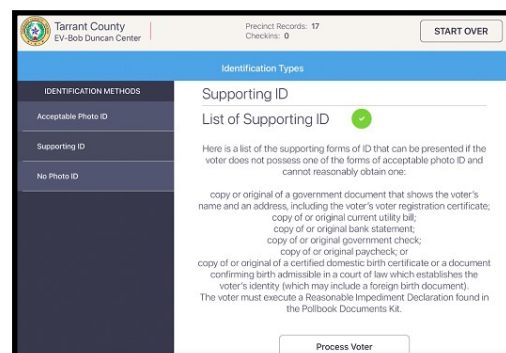 Tarrant County
EV-Bob Duncan Center
Precinct Records: 17
Checkins: 0
START OVER
Identification Types
IDENTIFICATION METHODS
Acceptable Photo ID
Supporting ID
No Photo ID
Supporting ID
List of Supporting ID
Here is a list of the supporting forms of ID that can be presented if the
voter does not possess one of the forms of acceptable photo ID and
cannot reasonably obtain one:
copy or original of a government document that shows the voter's
name and an address, including the voter's voter registration certificate;
copy of or original current utility bill;
copy of or original bank statement;
copy of or original government check;
copy of or original paycheck; or
copy of or original of a certified domestic birth certificate or a document
confirming birth admissible in a court of law which establishes the
voter's identity (which may include a foreign birth document).
The voter must execute a Reasonable Impediment Declaration found in
the Pollbook Documents Kit.
Process Voter